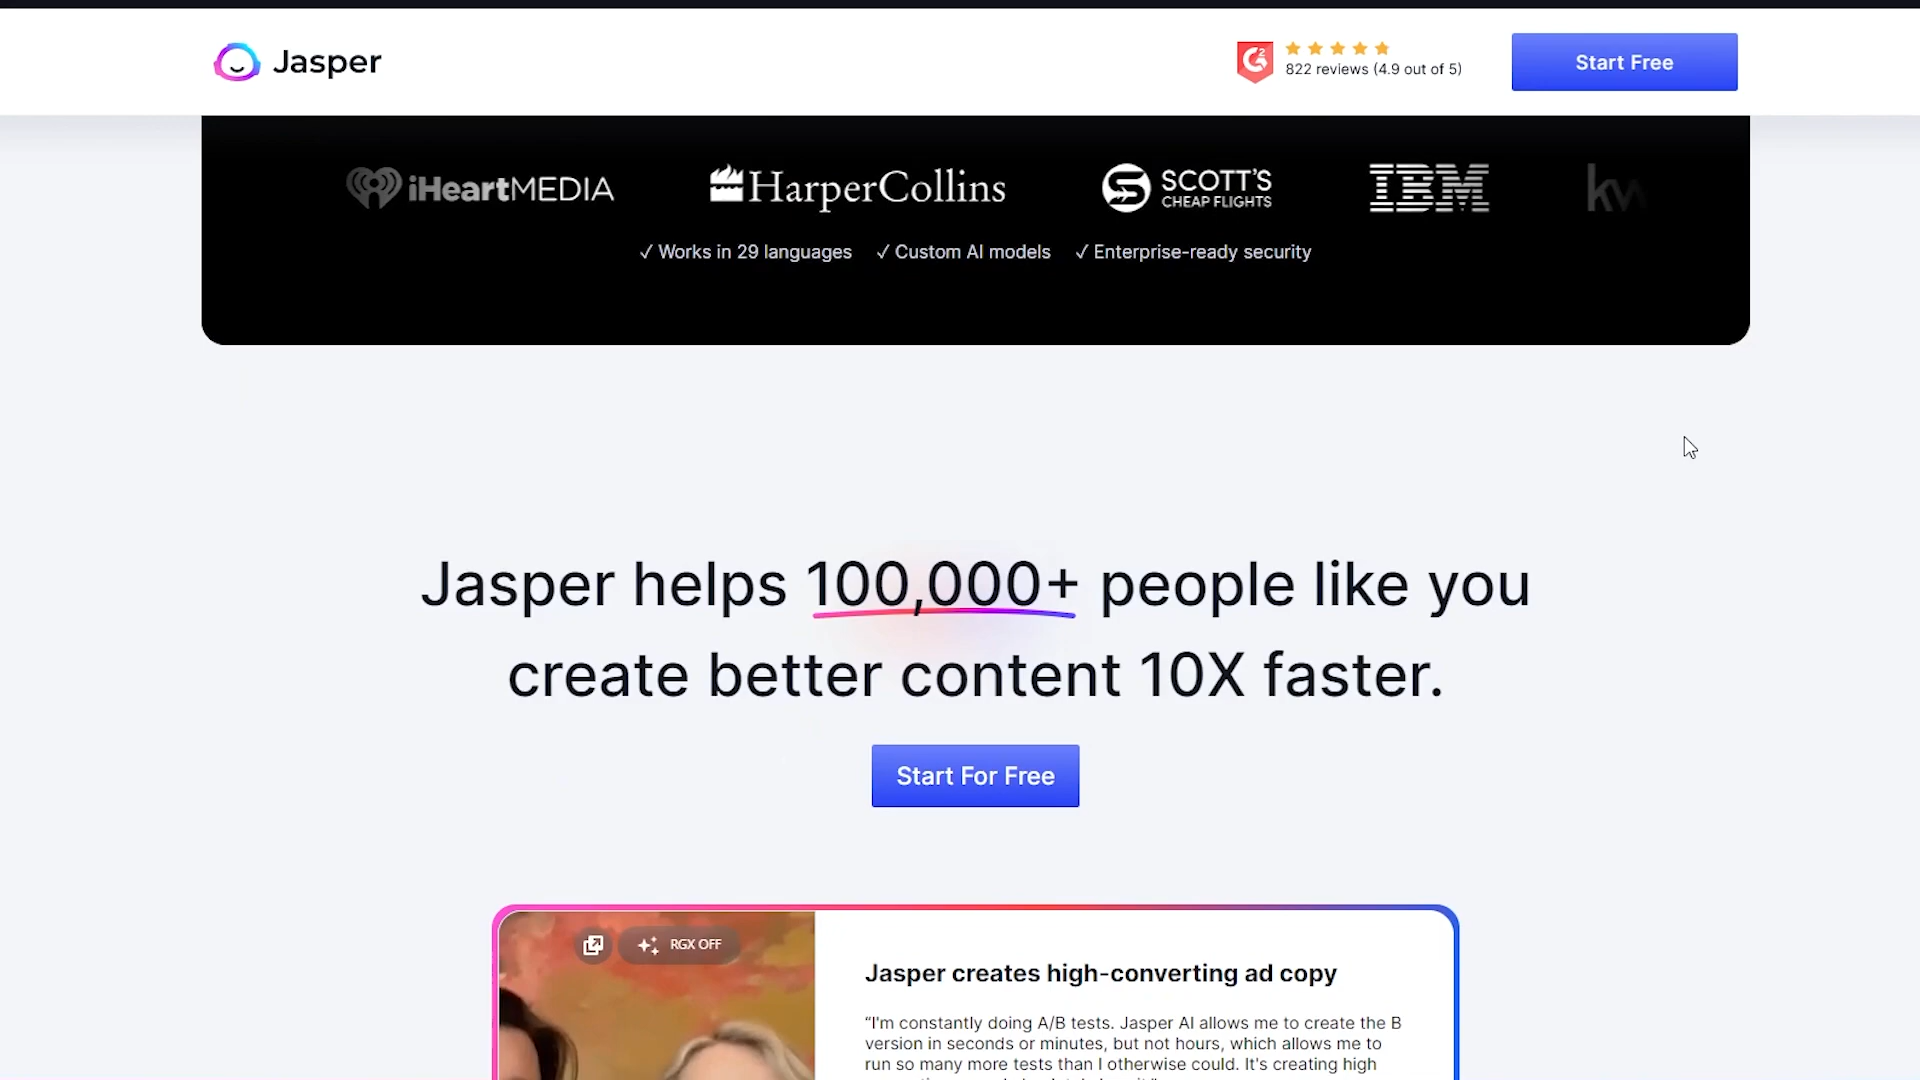 Jasper
822 reviews (4.9 out of 5)
Start Free
iHeartMEDIA
HarperCollins
SCOTT'S
CHEAP FLIGHTS
IBM
kw
✓ Works in 29 languages ✓ Custom AI models ✓ Enterprise-ready security
Jasper helps 100,000+ people like you
create better content 10X faster.
Start For Free
RGX OFF
Jasper creates high-converting ad copy
“I'm constantly doing A/B tests. Jasper AI allows me to create the B
version in seconds or minutes, but not hours, which allows me to
run so many more tests than I otherwise could. It's creating high